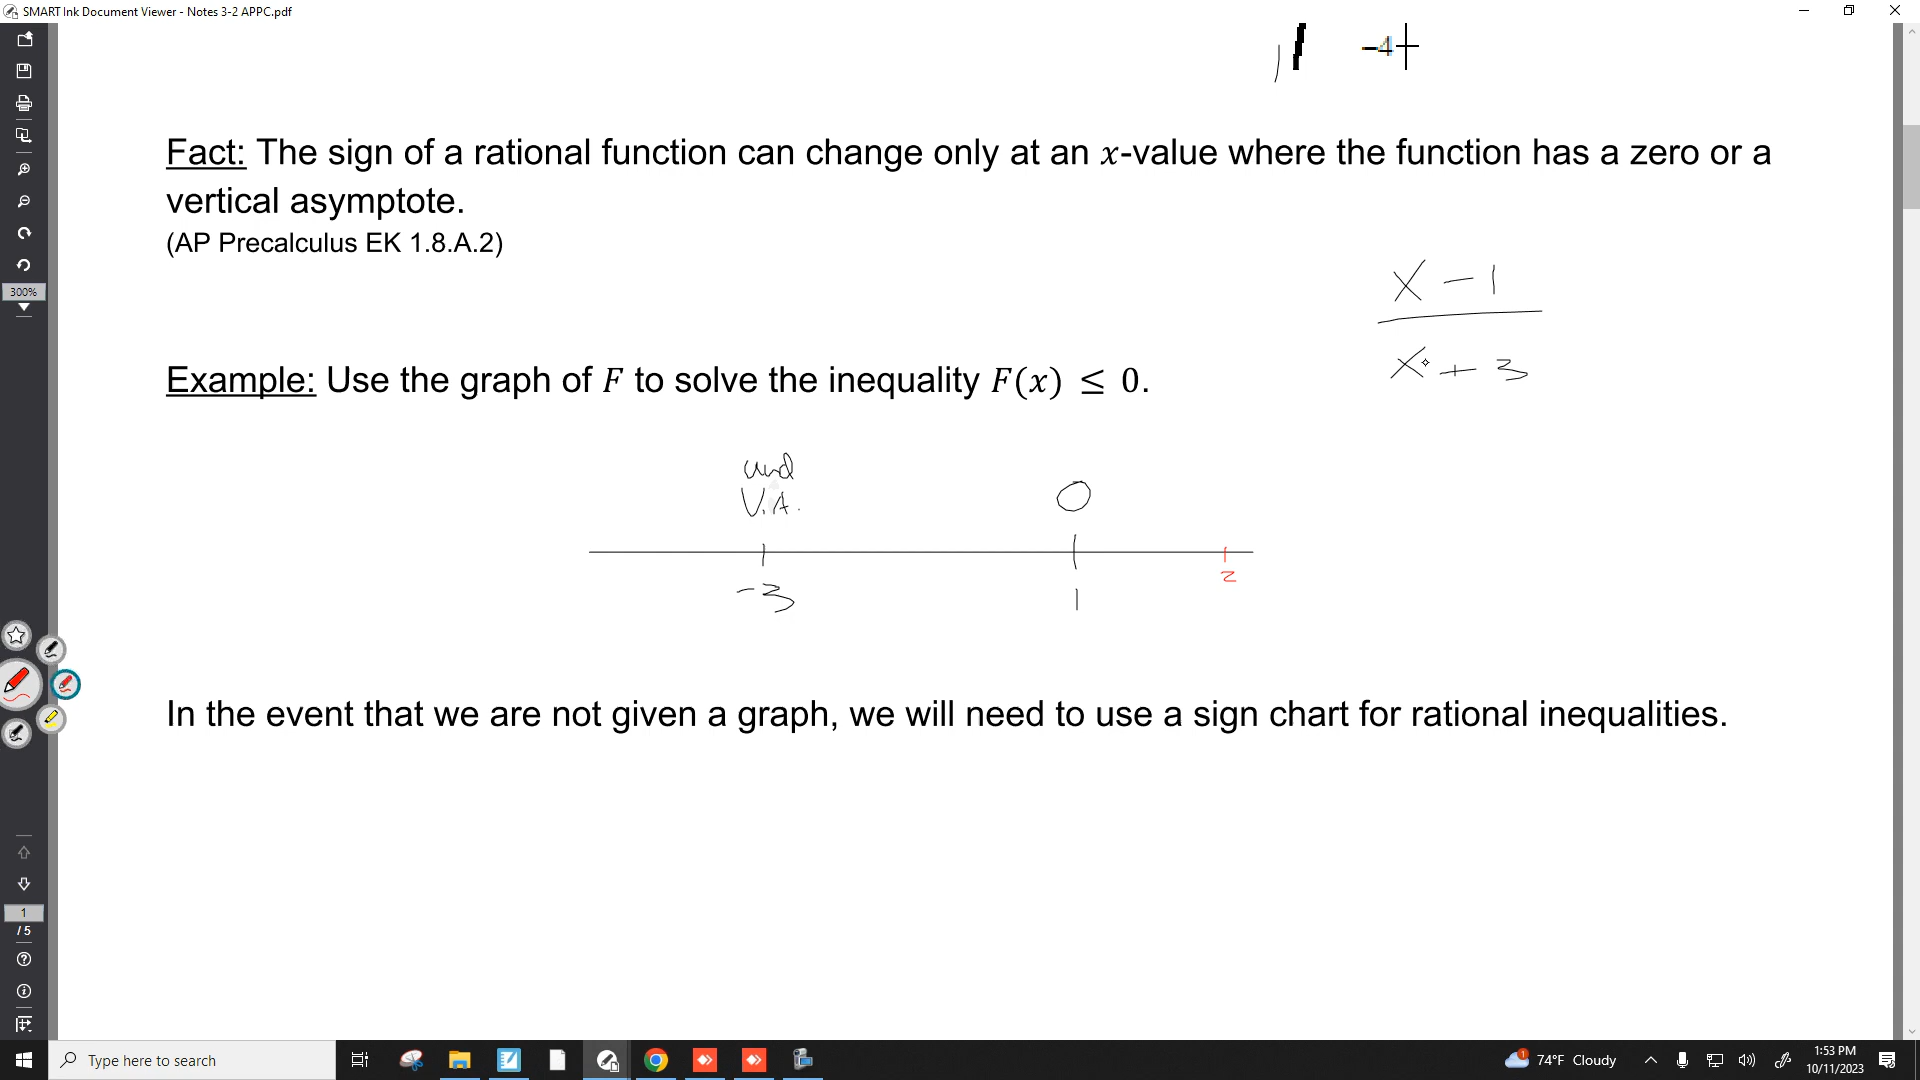 SMART Ink Document Viewer - Notes 3-2 APPC.pdf
-4
Fact: The sign of a rational function can change only at an x-value where the function has a zero or a
vertical asymptote.
(AP Precalculus EK 1.8.A.2)
300%
x - 1
x + 3
Example: Use the graph of F to solve the inequality F(x) ≤ 0.
und
V.A.
0
-3
1
2
In the event that we are not given a graph, we will need to use a sign chart for rational inequalities.
1
/ 5
Type here to search
1
74°F Cloudy
1:53 PM
10/11/2023